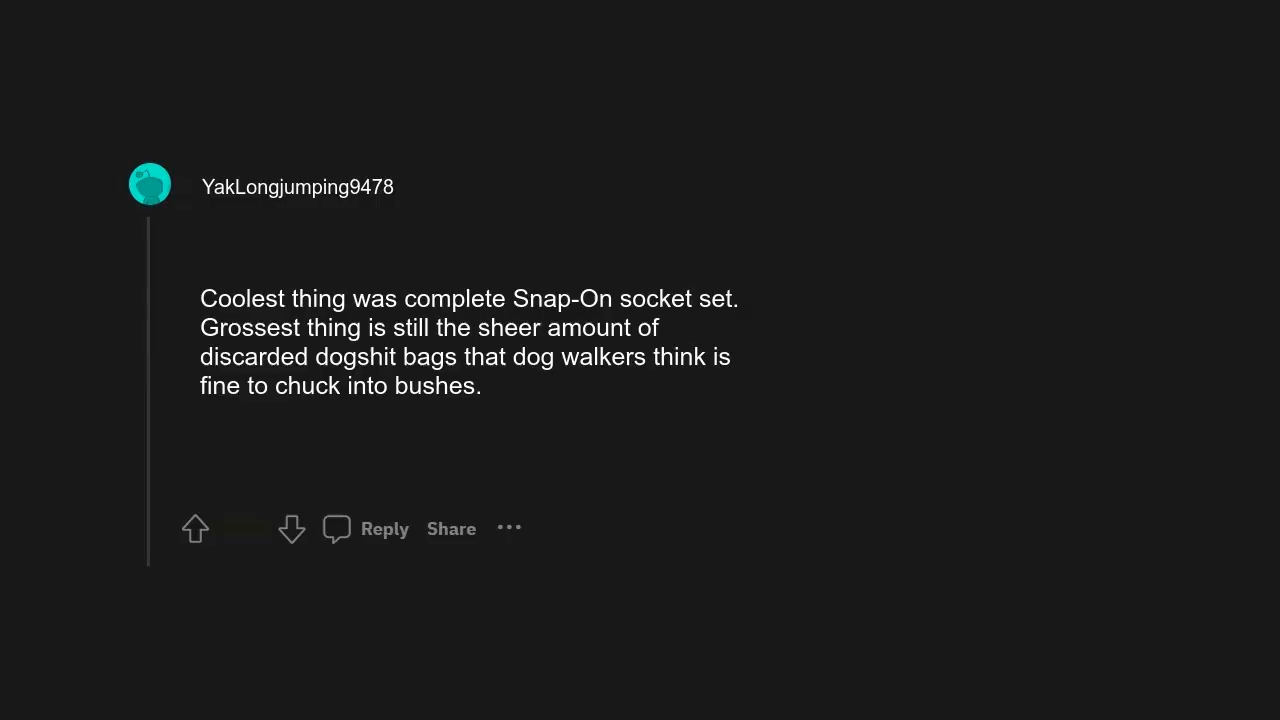 YakLongjumping9478
Coolest thing was complete Snap-On socket set.
Grossest thing is still the sheer amount of
discarded dogshit bags that dog walkers think is
fine to chuck into bushes.
Reply Share